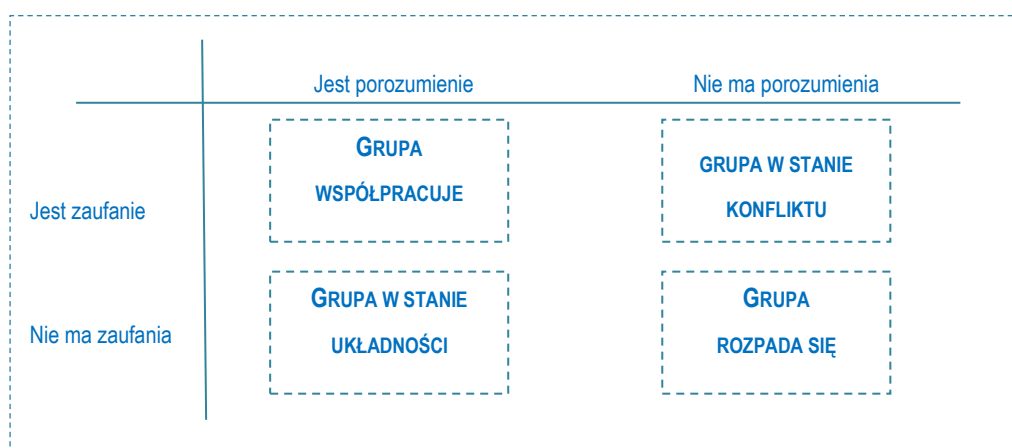 Jest porozumienie Nie ma porozumienia
GRUPA
WSPÓŁPRACUJE
GRUPA W STANIE
KONFLIKTU
Jest zaufanie
GRUPA W STANIE
UKŁADNOŚCI
GRUPA
ROZPADA SIĘ
Nie ma zaufania